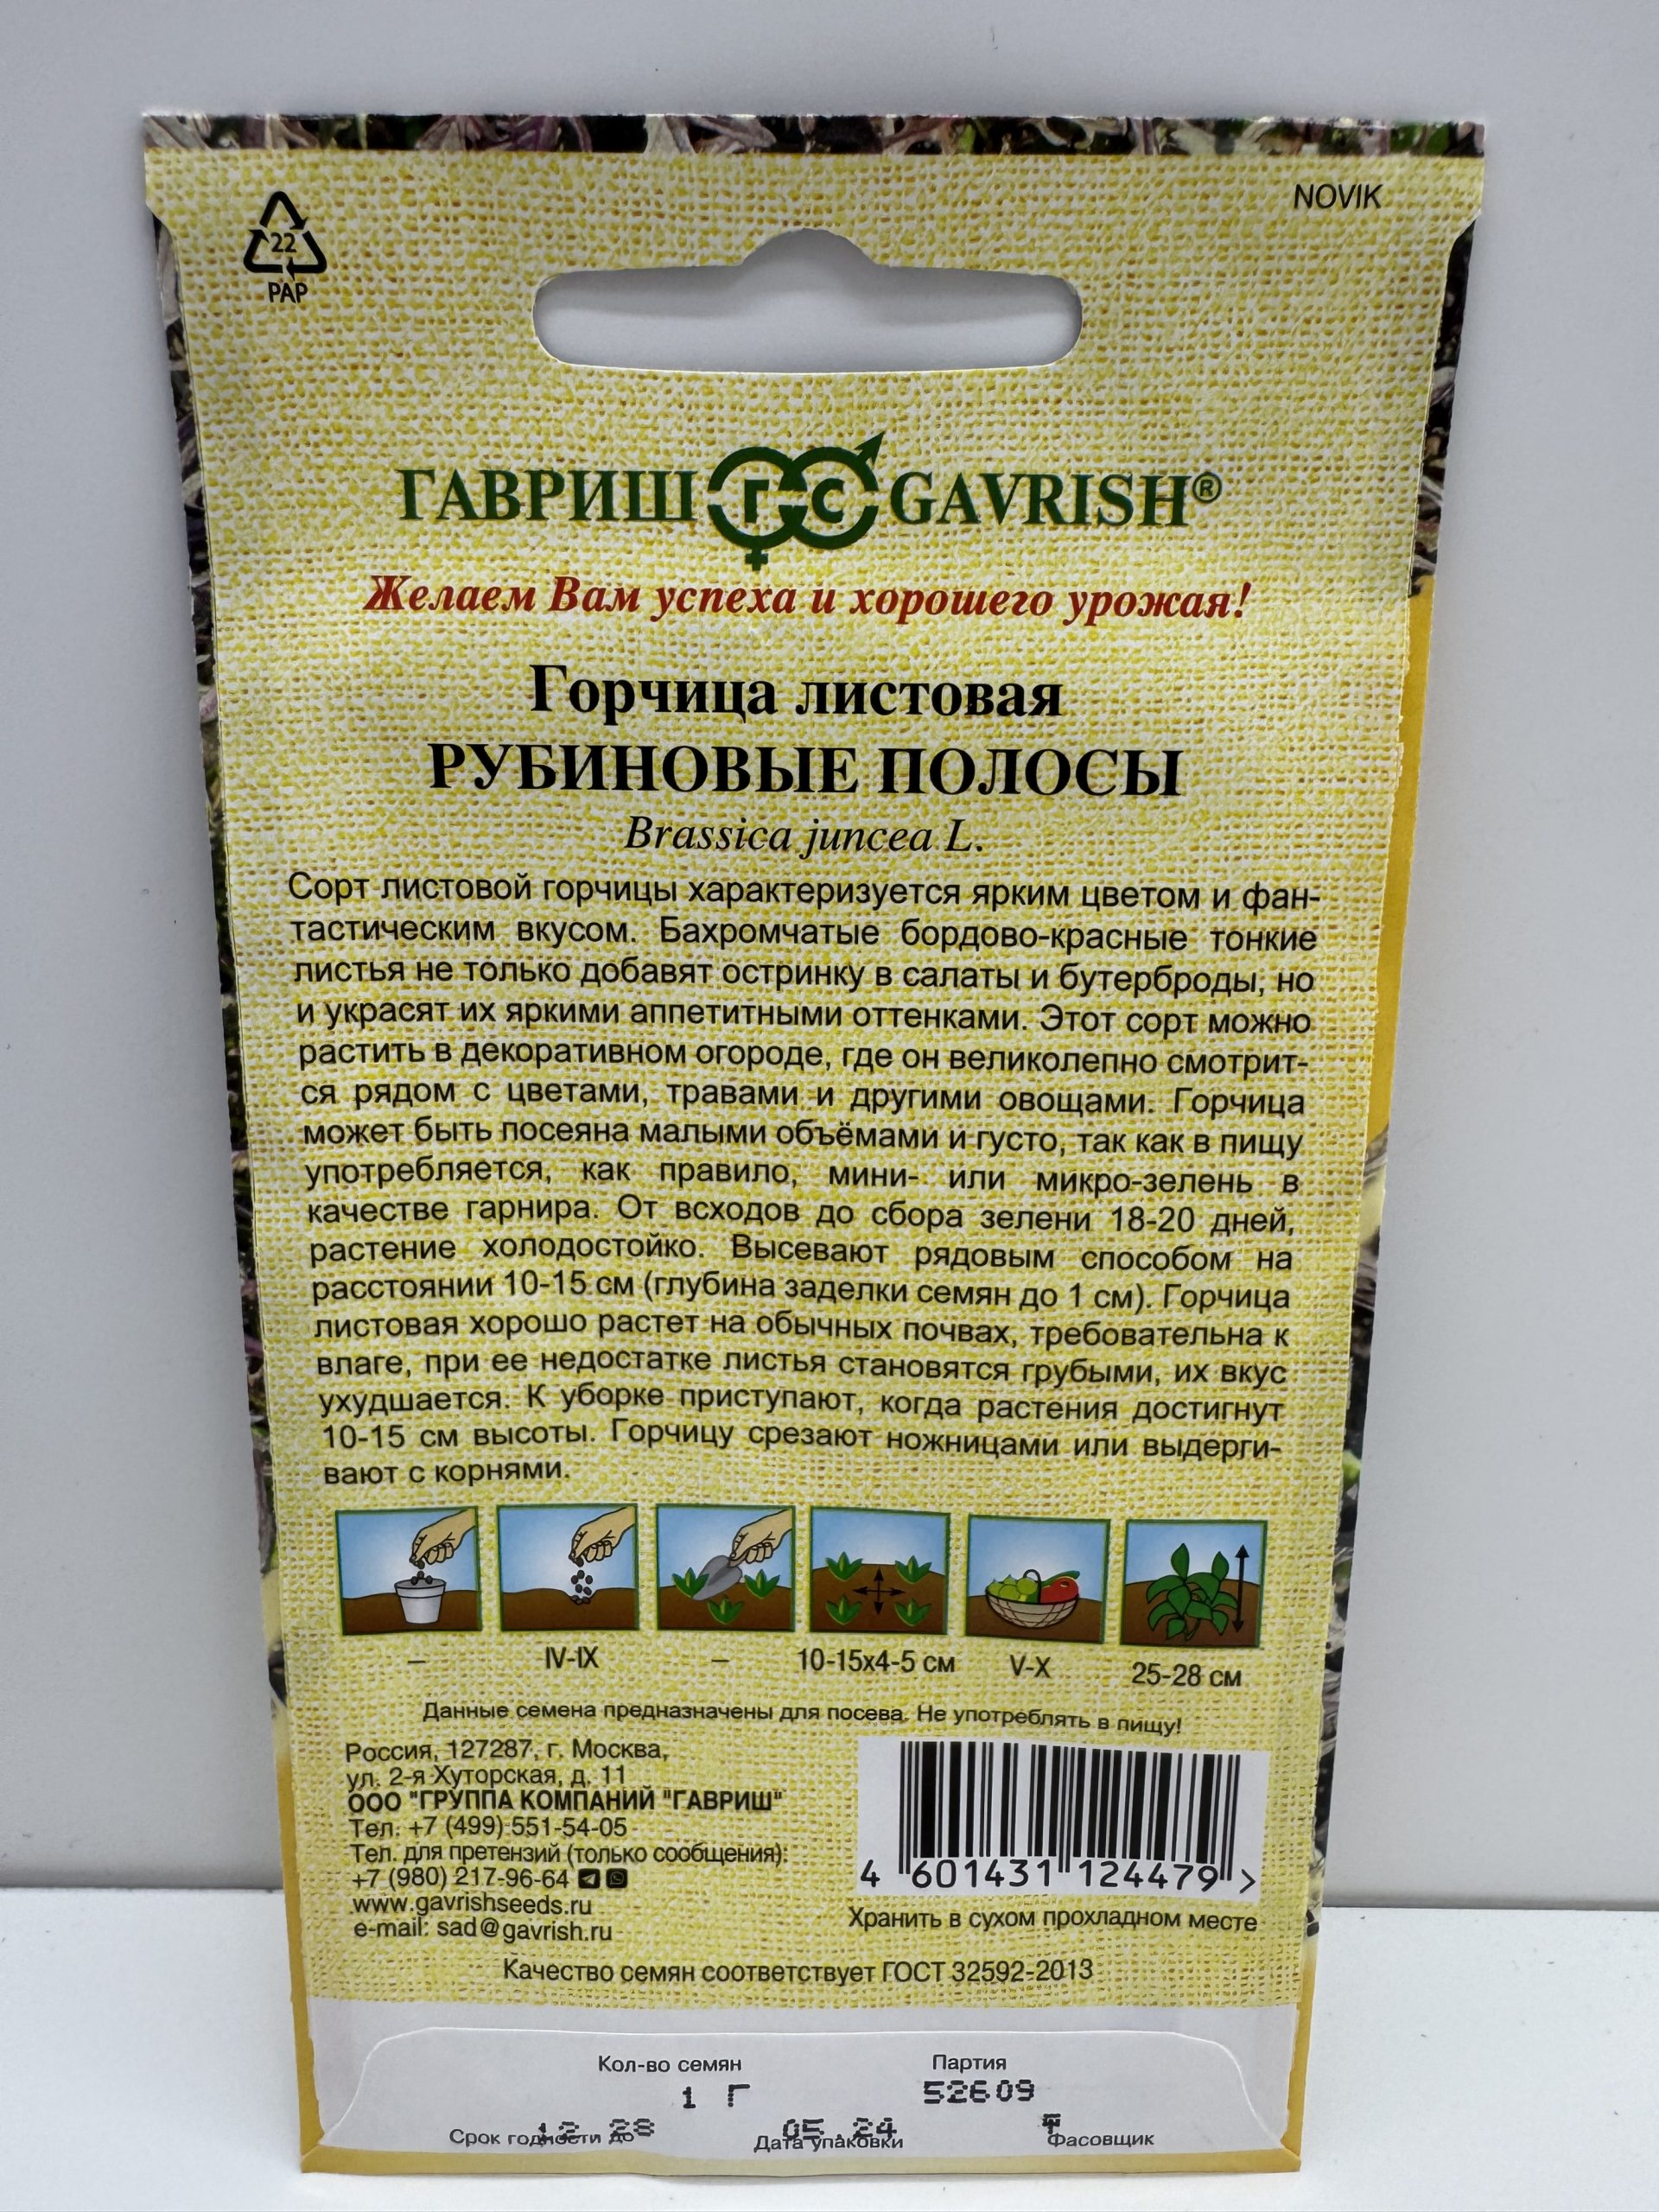 NOVIK
22
PAP
ГАВРИШ ГС GAVRISH®
Желаем Вам успеха и хорошего урожая!
Горчица листовая
РУБИНОВЫЕ ПОЛОСЫ
Brassica juncea L.
Сорт листовой горчицы характеризуется ярким цветом и фан-
тастическим вкусом. Бахромчатые бордово-красные тонкие
листья не только добавят остринку в салаты и бутерброды, но
и украсят их яркими аппетитными оттенками. Этот сорт можно
растить в декоративном огороде, где он великолепно смотрит-
ся рядом с цветами, травами и другими овощами. Горчица
может быть посеяна малыми объёмами и густо, так как в пищу
употребляется, как правило, мини- или микро-зелень в
качестве гарнира. От всходов до сбора зелени 18-20 дней,
растение холодостойко. Высевают рядовым способом на
расстоянии 10-15 см (глубина заделки семян до 1 см). Горчица
листовая хорошо растет на обычных почвах, требовательна к
влаге, при ее недостатке листья становятся грубыми, их вкус
ухудшается. К уборке приступают, когда растения достигнут
10-15 см высоты. Горчицу срезают ножницами или выдерги-
вают с корнями.
– IV-IX – 10-15х4-5 см V-X 25-28 см
Данные семена предназначены для посева. Не употреблять в пищу!
Россия, 127287, г. Москва,
ул. 2-я Хуторская, д. 11
ООО "ГРУППА КОМПАНИЙ "ГАВРИШ"
Тел. +7 (499) 551-54-05
Тел. для претензий (только сообщения):
+7 (980) 217-96-64
www.gavrishseeds.ru
e-mail: sad@gavrish.ru
4 601431 124479 >
Хранить в сухом прохладном месте
Качество семян соответствует ГОСТ 32592-2013
Кол-во семян Партия
1 Г 52609
12.28 05.24
Срок годности до Дата упаковки Фасовщик